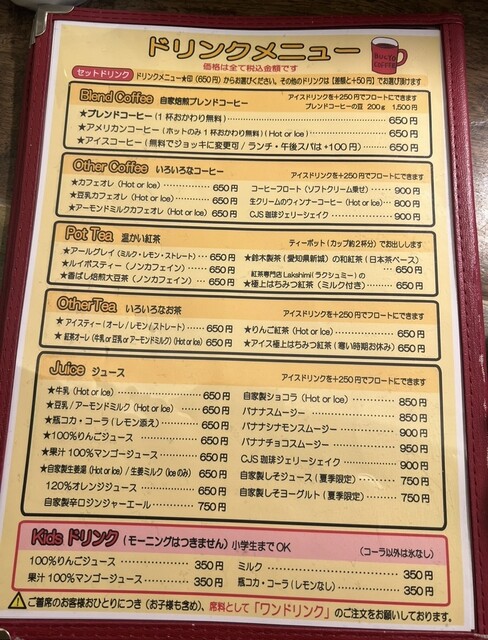 ドリンクメニュー
価格は全て税込金額です
セットドリンク ドリンクメニュー★印(650円)からお選びください。その他のドリンクは【差額と+50円】でお選び頂けます
Blend Coffee 自家焙煎ブレンドコーヒー
アイスドリンクを+250円でフロートにできます
ブレンドコーヒーの豆 200g 1,500円
★ブレンドコーヒー(1杯おかわり無料) 650円
★アメリカンコーヒー(ホットのみ1杯おかわり無料)(Hot or Ice) 650円
★アイスコーヒー(無料でジョッキに変更可/ランチ・午後スパは+100円) 650円
Other Coffee いろいろなコーヒー
アイスドリンクを+250円でフロートにできます
★カフェオレ(Hot or Ice) 650円
★豆乳カフェオレ(Hot or Ice) 650円
★アーモンドミルクカフェオレ(Hot or Ice) 650円
コーヒーフロート(ソフトクリーム乗せ) 900円
生クリームのウィンナーコーヒー(Hot or Ice) 800円
CJS 珈琲ジェリーシェイク 900円
Pot Tea 温かい紅茶
ティーポット(カップ約2杯分)でお出しします
★アールグレイ(ミルク・レモン・ストレート) 650円
★ルイボスティー(ノンカフェイン) 650円
★香ばし焙煎大豆茶(ノンカフェイン) 650円
★鈴木製茶(愛知県新城)の和紅茶(日本茶ベース)
650円
紅茶専門店Lakshimi(ラクシュミー)の
★極上はちみつ紅茶(ミルク付き) 650円
Other Tea いろいろなお茶
アイスドリンクを+250円でフロートにできます
★アイスティー(オーレ/レモン/ストレート) 650円
★紅茶オーレ(牛乳or豆乳orアーモンドミルク)(Hot or Ice) 650円
★りんご紅茶(Hot or Ice) 650円
★アイス極上はちみつ紅茶(寒い時期お休み) 650円
Juice ジュース
アイスドリンクを+250円でフロートにできます
★牛乳(Hot or Ice) 650円
★豆乳/アーモンドミルク(Hot or Ice) 650円
★瓶コカ・コーラ(レモン添え) 650円
★100%りんごジュース 650円
★果汁100%マンゴージュース 650円
★自家製生姜湯(Hot or Ice)/生姜ミルク(Iceのみ) 650円
120%オレンジジュース 650円
自家製辛口ジンジャーエール 750円
自家製ショコラ(Hot or Ice) 850円
バナナスムージー 850円
バナナシナモンスムージー 900円
バナナチョコスムージー 950円
CJS 珈琲ジェリーシェイク 900円
自家製しそジュース(夏季限定) 750円
自家製しそヨーグルト(夏季限定) 750円
Kids ドリンク(モーニングはつきません)小学生までOK
(コーラ以外は氷なし)
100%りんごジュース 350円
果汁100%マンゴージュース 350円
ミルク 350円
瓶コカ・コーラ(レモンなし) 350円
ご着席のお客様おひとりにつき(お子様も含め)、席料として「ワンドリンク」のご注文をお願いしております。